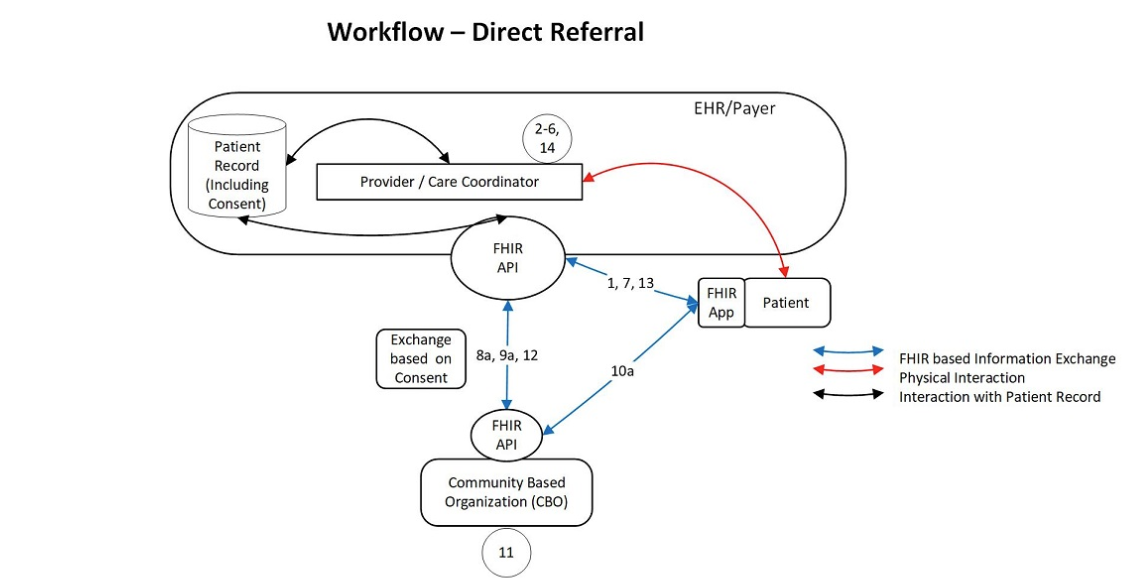 Workflow – Direct Referral
EHR/Payer
2-6,
14
Patient
Record
(Including
Consent)
Provider / Care Coordinator
FHIR
API
1, 7, 13
FHIR
App
Patient
Exchange
based on
Consent
8a, 9a, 12
10a
FHIR based Information Exchange
Physical Interaction
Interaction with Patient Record
FHIR
API
Community Based
Organization (CBO)
11